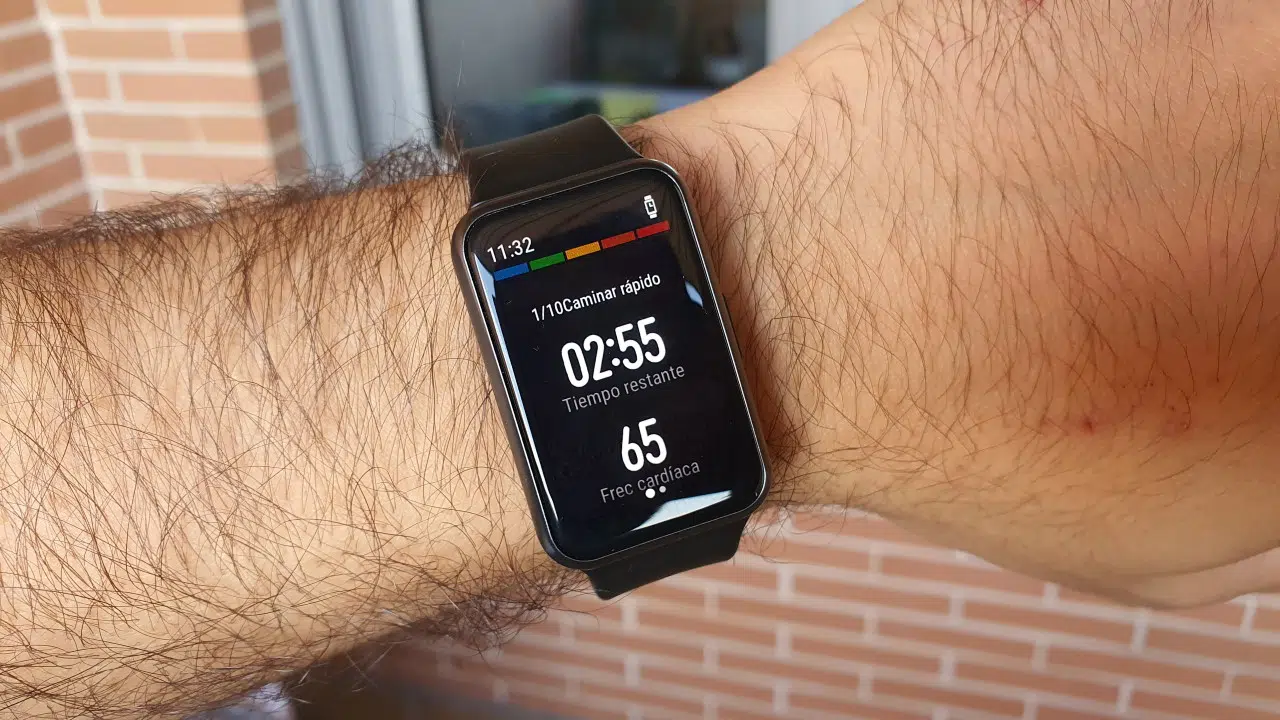 11:32
1/10Caminar rápido
02:55
Tiempo restante
65
Frec cardíaca